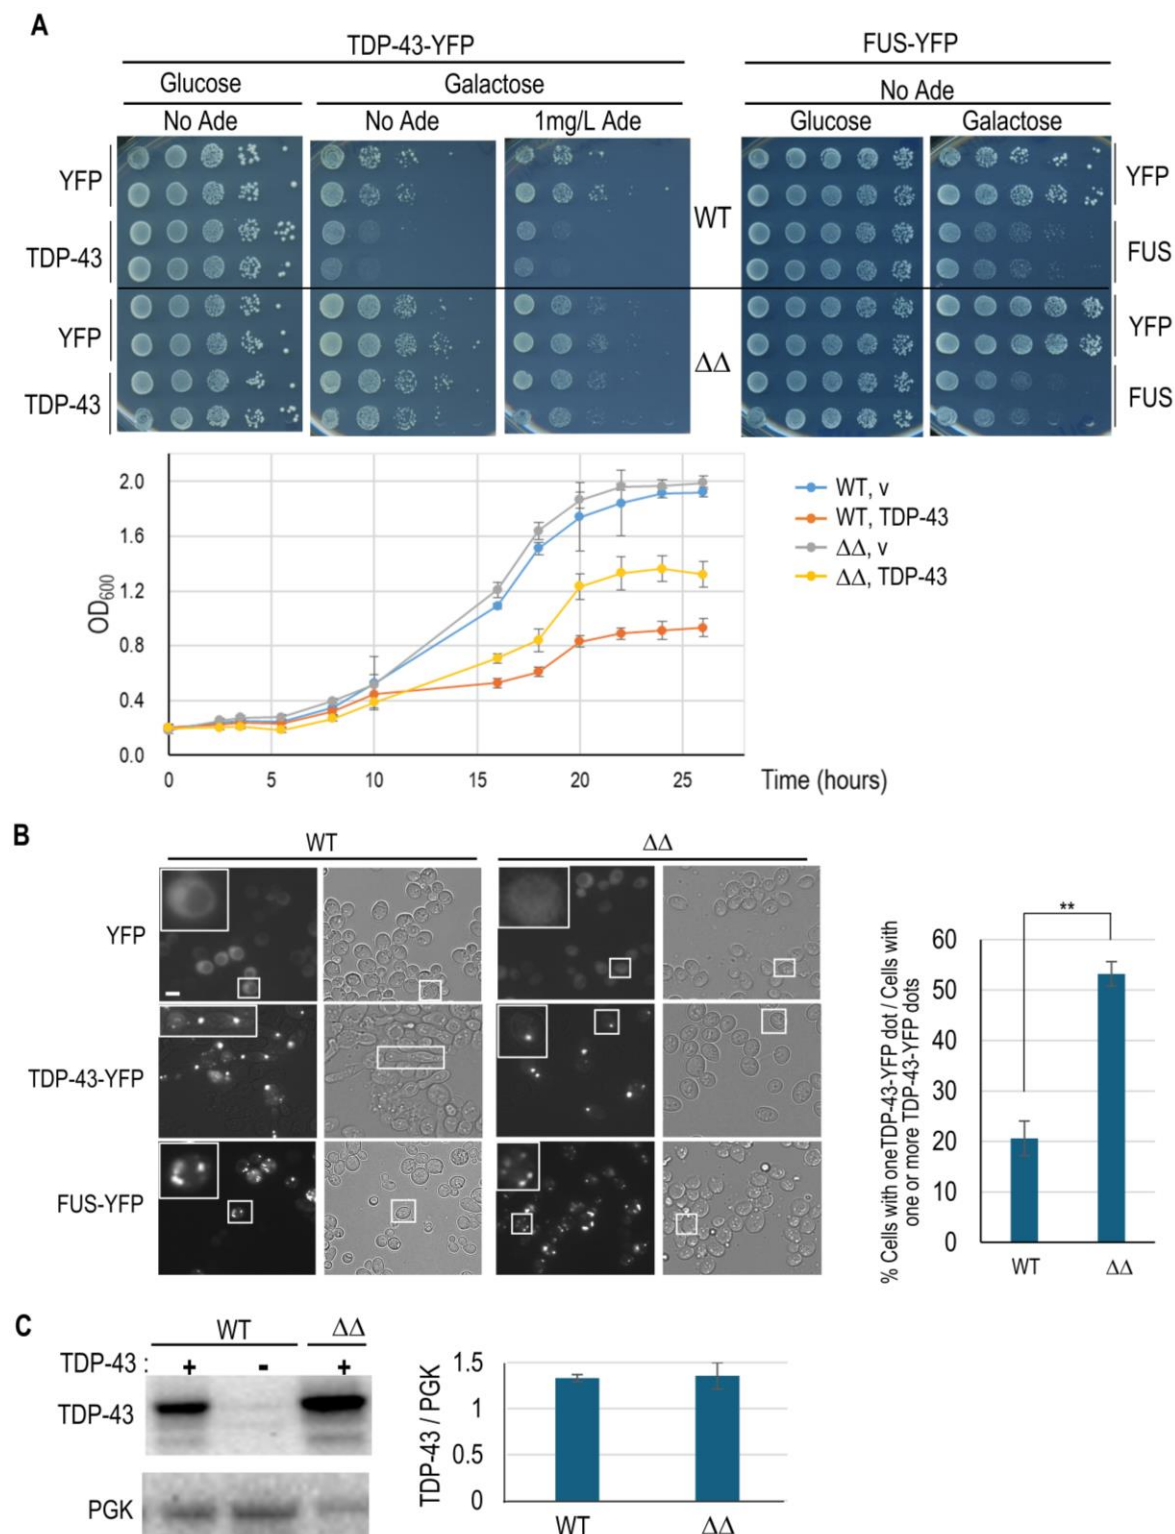 A
TDP-43-YFP
FUS-YFP
Glucose
Galactose
No Ade
No Ade
No Ade
1mg/L Ade
Glucose
Galactose
YFP
YFP
WT
TDP-43
FUS
YFP
YFP
ΔΔ
TDP-43
FUS
2.0
1.6
1.2
0.8
0.4
0.0
OD600
0
5
10
15
20
25
Time (hours)
WT, v
WT, TDP-43
ΔΔ, v
ΔΔ, TDP-43
B
WT
ΔΔ
YFP
TDP-43-YFP
FUS-YFP
**
% Cells with oneTDP-43-YFP dot / Cells with
one or more TDP-43-YFP dots
60
50
40
30
20
10
0
WT
ΔΔ
C
WT
ΔΔ
TDP-43 :
+
-
+
TDP-43
PGK
TDP-43 / PGK
1.5
1
0.5
0
WT
ΔΔ